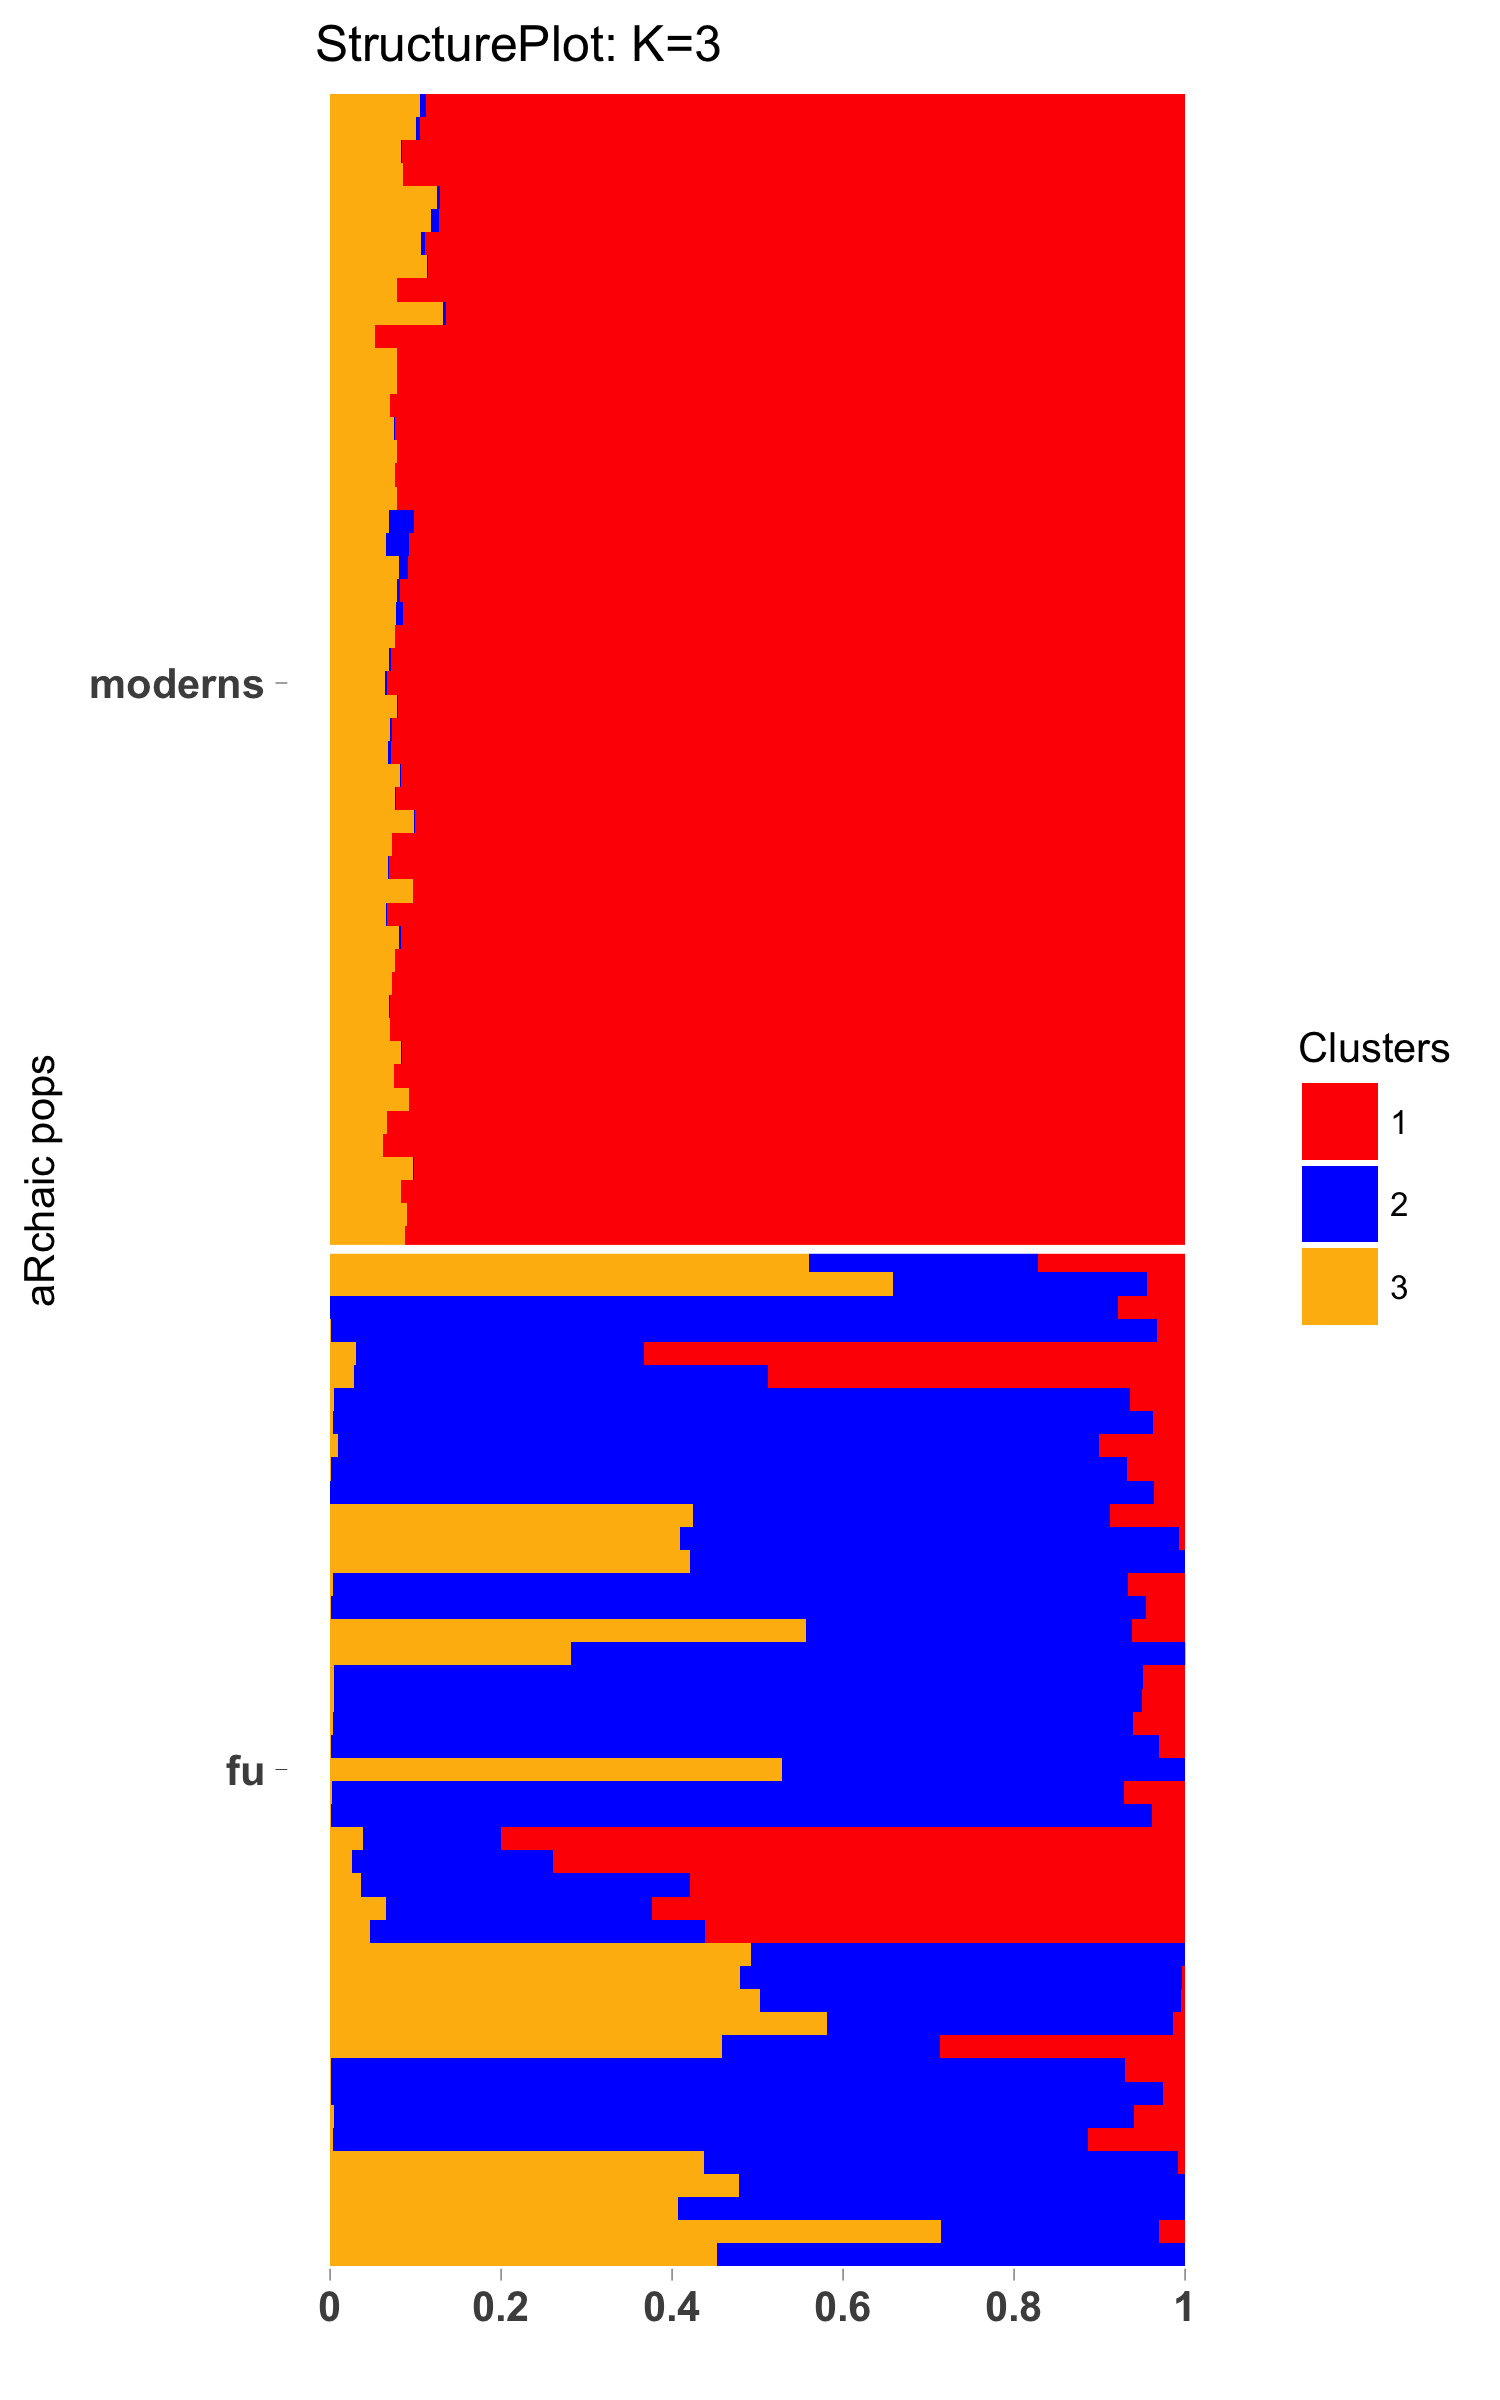 StructurePlot: K=3
moderns
aRchaic pops
Clusters
1
2
3
fu
0 0.2 0.4 0.6 0.8 1